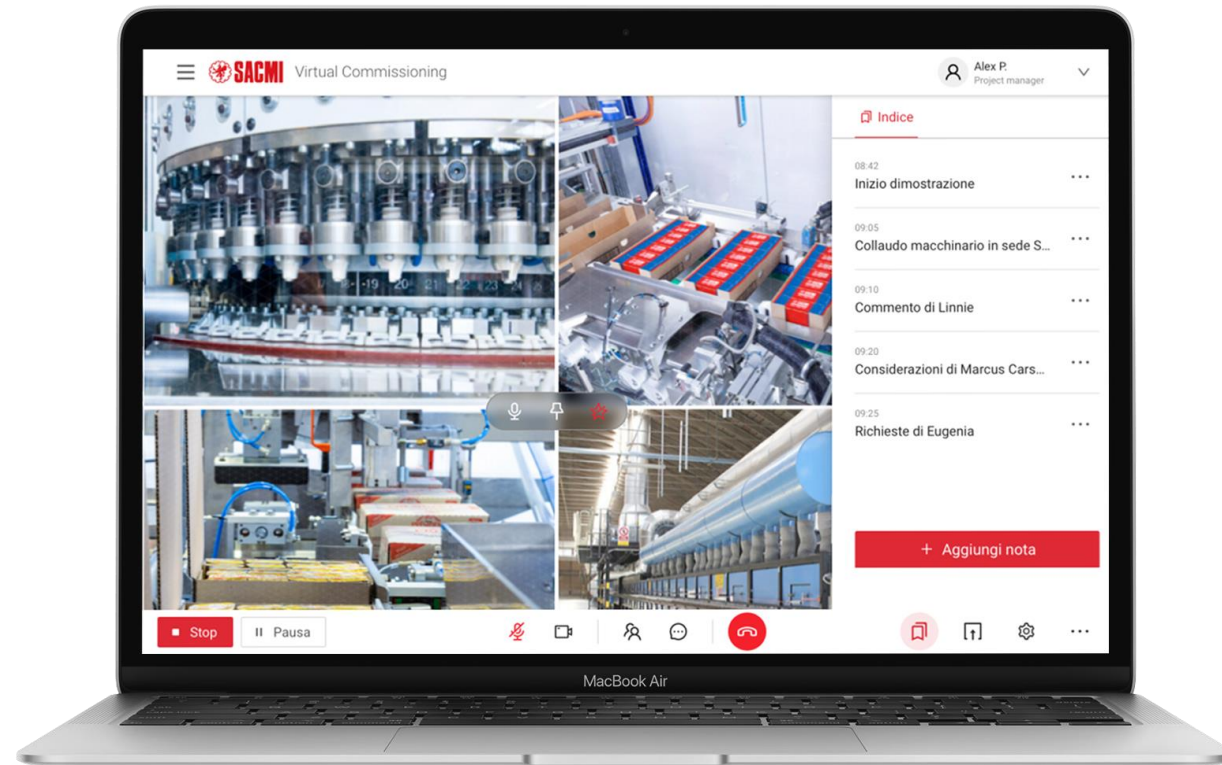 SACMI Virtual Commissioning
Alex P.
Project manager
Indice
08:42
Inizio dimostrazione
09:05
Collaudo macchinario in sede S...
09:10
Commento di Linnie
09:20
Considerazioni di Marcus Cars...
09:25
Richieste di Eugenia
+ Aggiungi nota
Stop
Pausa
MacBook Air